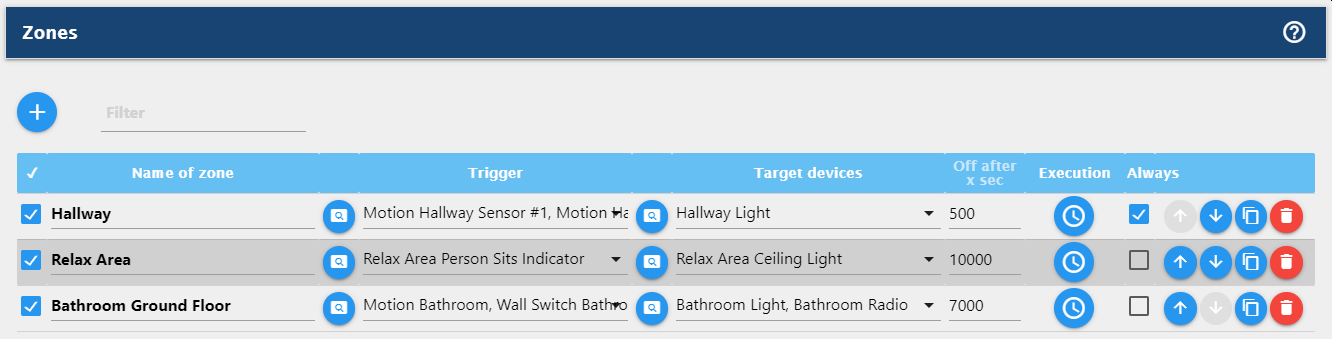 Zones
Filter
✓ Name of zone Trigger Target devices Off after x sec Execution Always
Hallway Motion Hallway Sensor #1, Motion Ha Hallway Light 500
Relax Area Relax Area Person Sits Indicator Relax Area Ceiling Light 10000
Bathroom Ground Floor Motion Bathroom, Wall Switch Bathro Bathroom Light, Bathroom Radio 7000